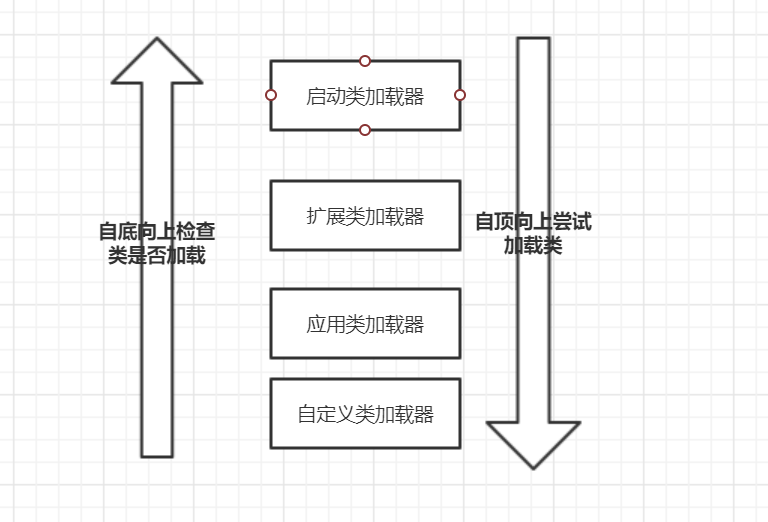 启动类加载器
扩展类加载器
自底向上检查
类是否加载
自顶向上尝试
加载类
应用类加载器
自定义类加载器